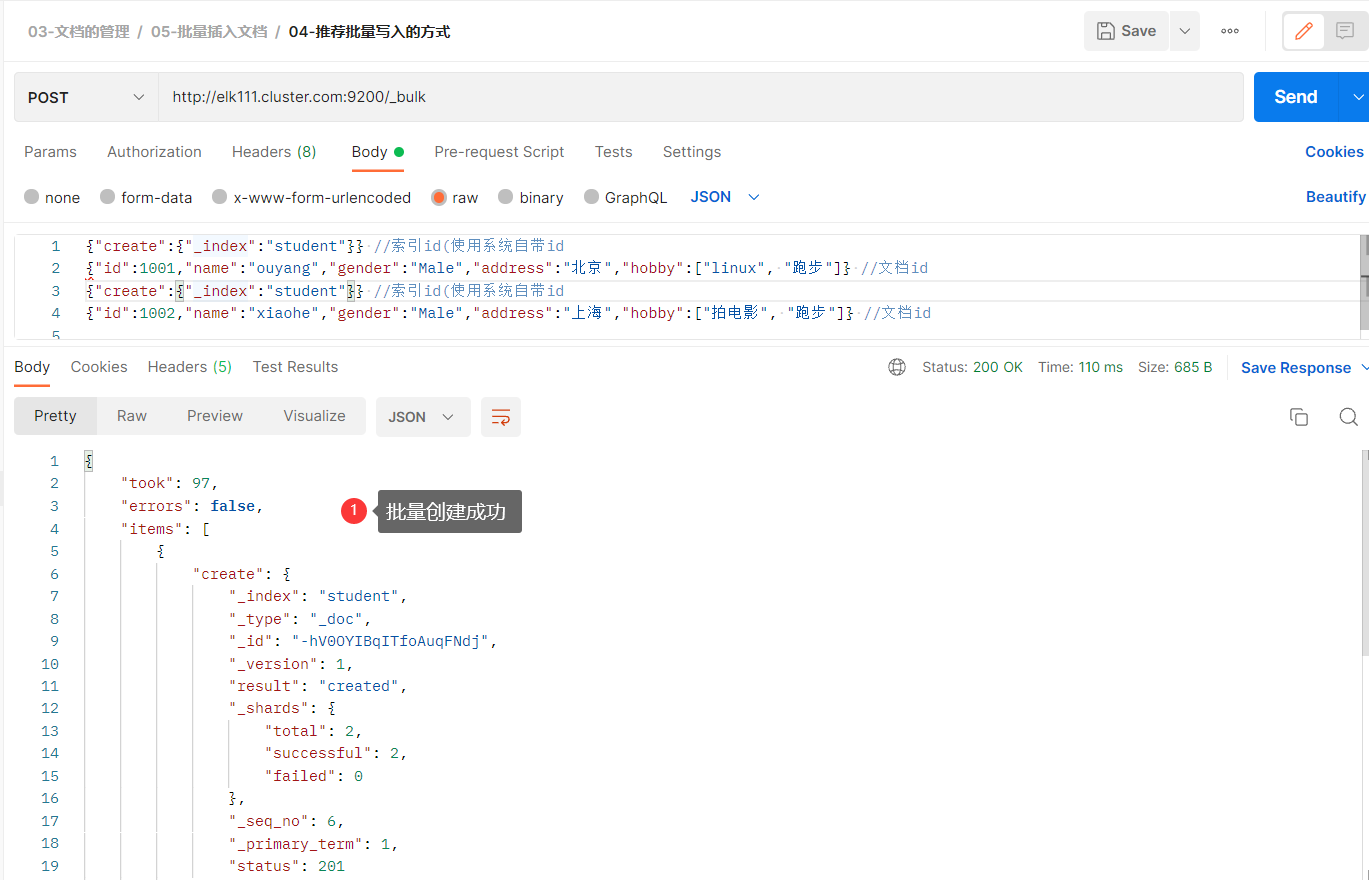 03-文档的管理 / 05-批量插入文档 / 04-推荐批量写入的方式 Save
POST http://elk111.cluster.com:9200/_bulk Send
Params Authorization Headers (8) Body Pre-request Script Tests Settings Cookies
none form-data x-www-form-urlencoded raw binary GraphQL JSON Beautify
1 {"create":{"_index":"student"}} //索引id(使用系统自带id
2 {"id":1001,"name":"ouyang","gender":"Male","address":"北京","hobby":["linux", "跑步"]} //文档id
3 {"create":{"_index":"student"}} //索引id(使用系统自带id
4 {"id":1002,"name":"xiaohe","gender":"Male","address":"上海","hobby":["拍电影", "跑步"]} //文档id
5
Body Cookies Headers (5) Test Results Status: 200 OK Time: 110 ms Size: 685 B Save Response
Pretty Raw Preview Visualize JSON
1 {
2 "took": 97,
3 "errors": false,
1 批量创建成功
4 "items": [
5 {
6 "create": {
7 "_index": "student",
8 "_type": "_doc",
9 "_id": "-hV0OYIBqITfoAuqFNdj",
10 "_version": 1,
11 "result": "created",
12 "_shards": {
13 "total": 2,
14 "successful": 2,
15 "failed": 0
16 },
17 "_seq_no": 6,
18 "_primary_term": 1,
19 "status": 201